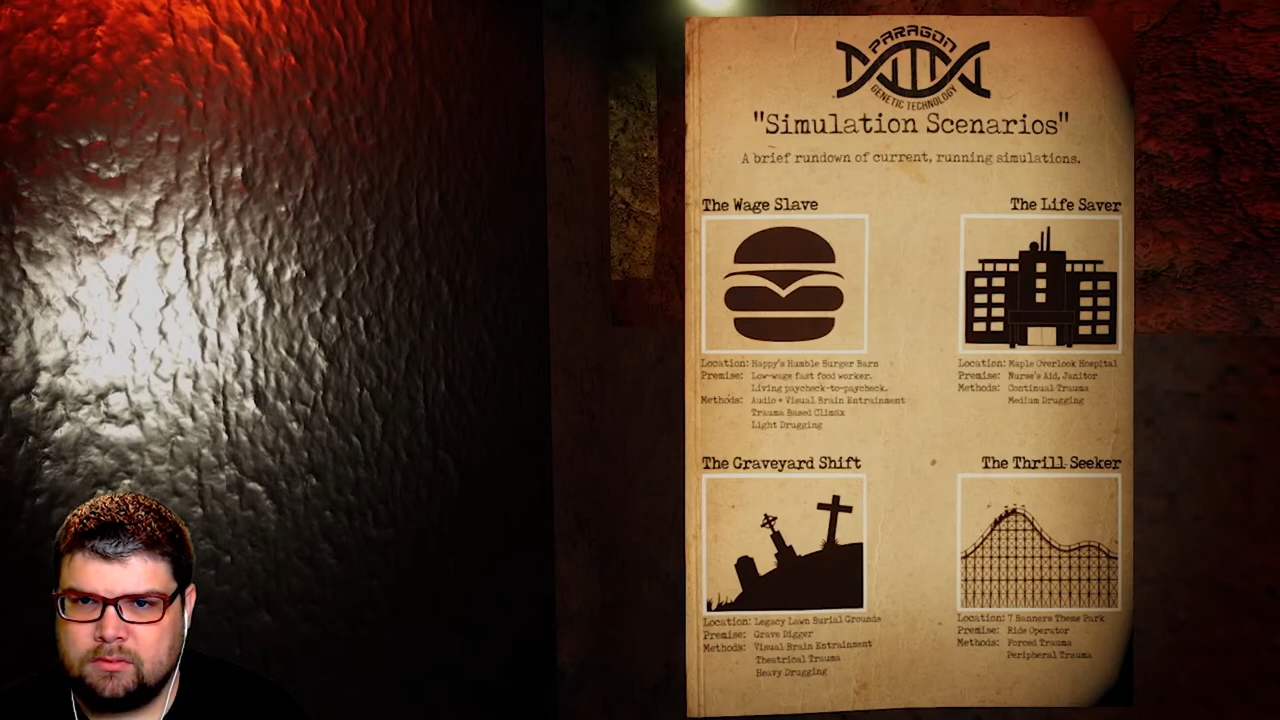 PARAGON
GENETIC TECHNOLOGY
"Simulation Scenarios"
A brief rundown of current, running simulations.
The Wage Slave
Location: Happy's Humble Burger Barn
Premise: Low-wage fast food worker.
Living paycheck-to-paycheck.
Methods: Audio + Visual Brain Entrainment
Trauma Based Climax
Light Drugging
The Life Saver
Location: Maple Overlook Hospital
Premise: Nurse's Aid, Janitor
Methods: Continual Trauma
Medium Drugging
The Graveyard Shift
Location: Legacy Lawn Burial Grounds
Premise: Grave Digger
Methods: Visual Brain Entrainment
Theatrical Trauma
Heavy Drugging
The Thrill Seeker
Location: 7 Banners Theme Park
Premise: Ride Operator
Methods: Forced Trauma
Peripheral Trauma